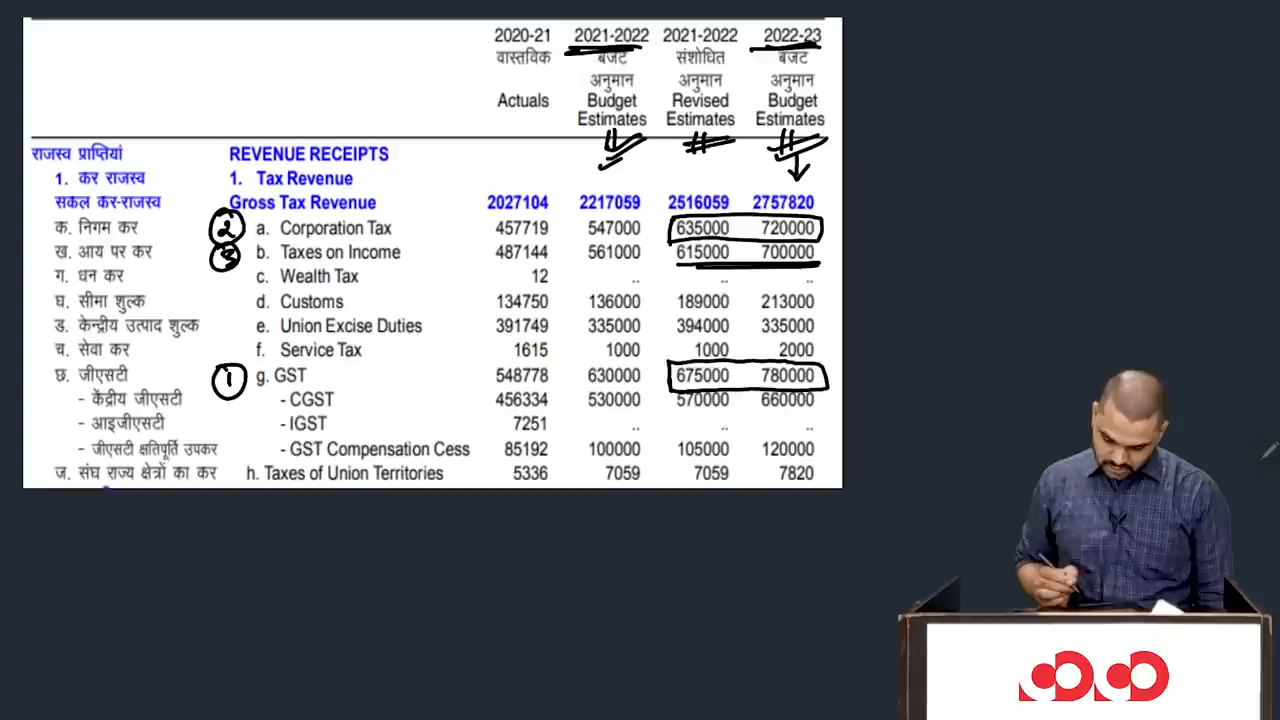 2020-21 2021-2022 2021-2022 2022-23
वास्तविक बजट संशोधित बजट
अनुमान अनुमान अनुमान
Actuals Budget Revised Budget
Estimates Estimates Estimates
राजस्व प्राप्तियां REVENUE RECEIPTS
1. कर राजस्व 1. Tax Revenue
सकल कर-राजस्व Gross Tax Revenue 2027104 2217059 2516059 2757820
क. निगम कर 2 a. Corporation Tax 457719 547000 635000 720000
ख. आय पर कर 3 b. Taxes on Income 487144 561000 615000 700000
ग. धन कर c. Wealth Tax 12 .. .. ..
घ. सीमा शुल्क d. Customs 134750 136000 189000 213000
ड. केन्द्रीय उत्पाद शुल्क e. Union Excise Duties 391749 335000 394000 335000
च. सेवा कर f. Service Tax 1615 1000 1000 2000
छ. जीएसटी 1 g. GST 548778 630000 675000 780000
- केंद्रीय जीएसटी - CGST 456334 530000 570000 660000
- आइजीएसटी - IGST 7251 .. .. ..
- जीएसटी क्षतिपूर्ति उपकर - GST Compensation Cess 85192 100000 105000 120000
ज. संघ राज्य क्षेत्रों का कर h. Taxes of Union Territories 5336 7059 7059 7820